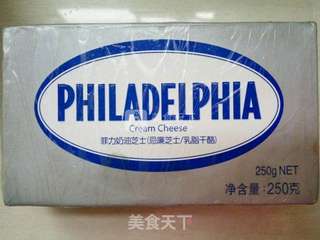 PHILADELPHIA
Cream Cheese
菲力奶油芝士(忌廉芝士/乳脂干酪)
250g NET
净含量:250克
美食天下